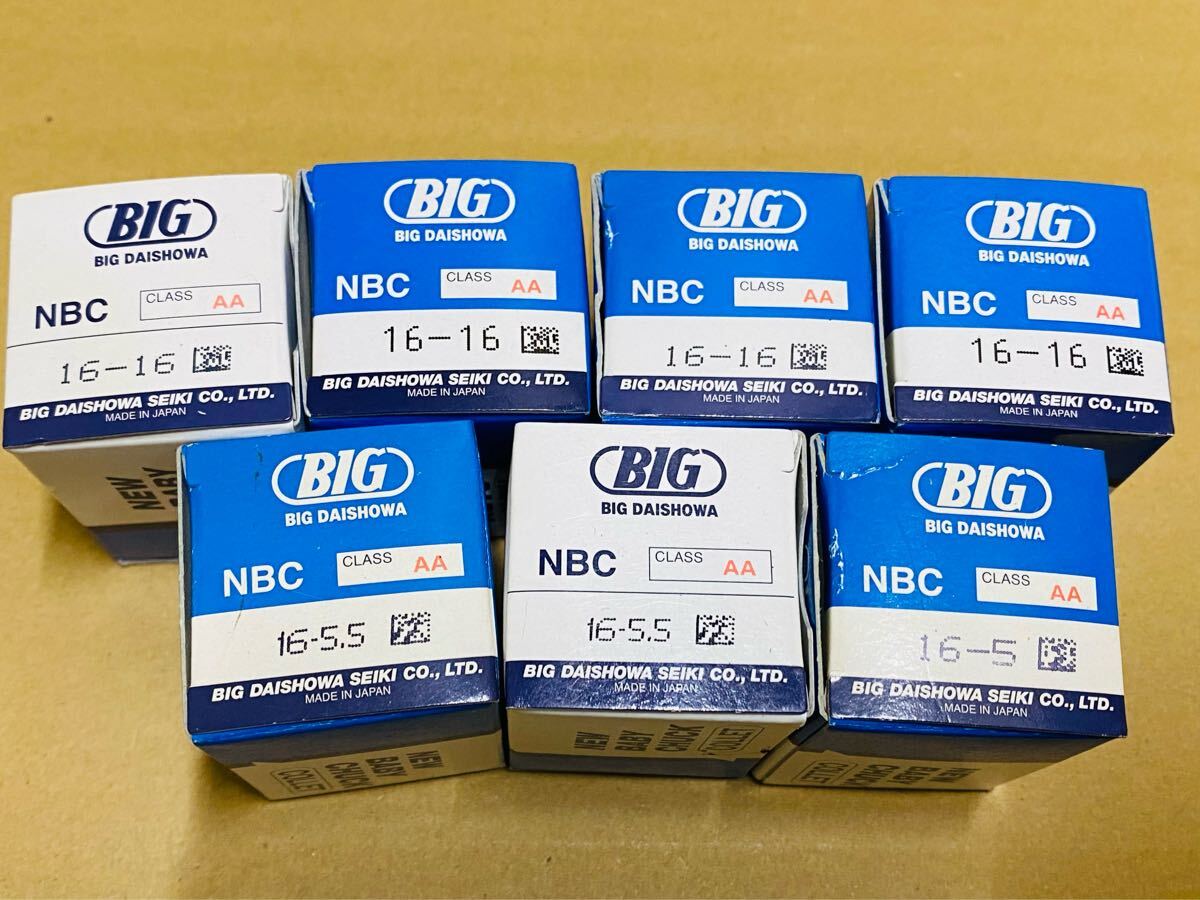 BIG
BIG DAISHOWA
NBC
CLASS AA
16-16
BIG DAISHOWA SEIKI CO., LTD.
MADE IN JAPAN
NEW
BABY
BIG
BIG DAISHOWA
NBC
CLASS AA
16-16
BIG DAISHOWA SEIKI CO., LTD.
MADE IN JAPAN
BIG
BIG DAISHOWA
NBC
CLASS AA
16-16
BIG DAISHOWA SEIKI CO., LTD.
MADE IN JAPAN
BIG
BIG DAISHOWA
NBC
CLASS AA
16-16
BIG DAISHOWA SEIKI CO., LTD.
MADE IN JAPAN
BIG
BIG DAISHOWA
NBC
CLASS AA
16-5.5
BIG DAISHOWA SEIKI CO., LTD.
MADE IN JAPAN
NEW
BABY
CHUCK
COLLET
BIG
BIG DAISHOWA
NBC
CLASS AA
16-5.5
BIG DAISHOWA SEIKI CO., LTD.
MADE IN JAPAN
NEW
BABY
CHUCK
COLLET
BIG
BIG DAISHOWA
NBC
CLASS AA
16-5
BIG DAISHOWA SEIKI CO., LTD.
MADE IN JAPAN
NEW
BABY
CHUCK
COLLET